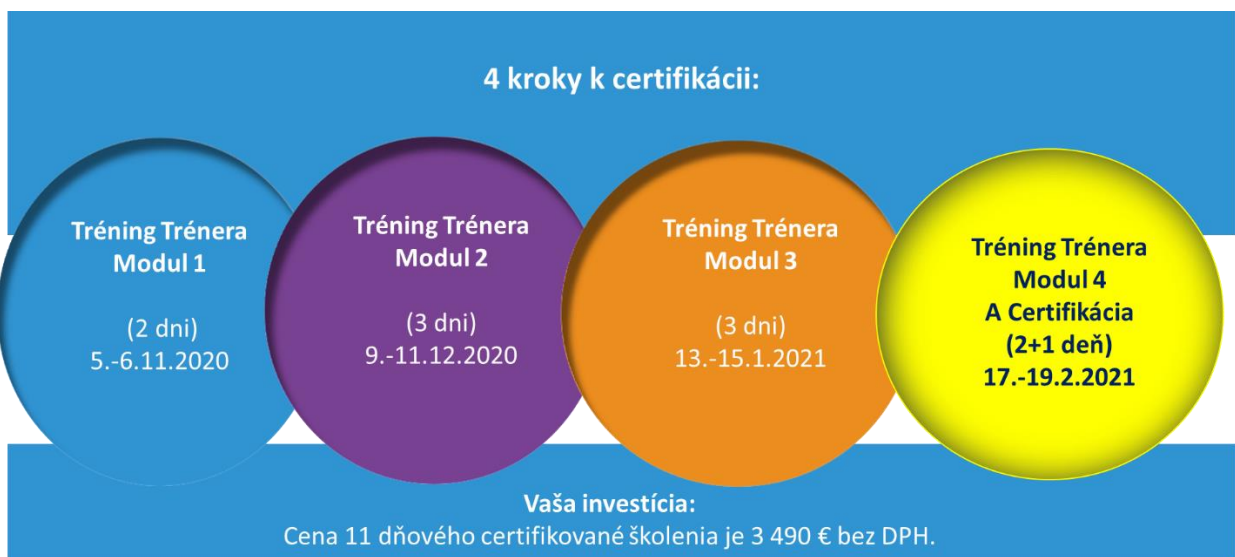 4 kroky k certifikácii:
Tréning Trénera
Modul 1
(2 dni)
5.-6.11.2020
Tréning Trénera
Modul 2
(3 dni)
9.-11.12.2020
Tréning Trénera
Modul 3
(3 dni)
13.-15.1.2021
Tréning Trénera
Modul 4
A Certifikácia
(2+1 deň)
17.-19.2.2021
Vaša investícia:
Cena 11 dňového certifikované školenia je 3 490 € bez DPH.